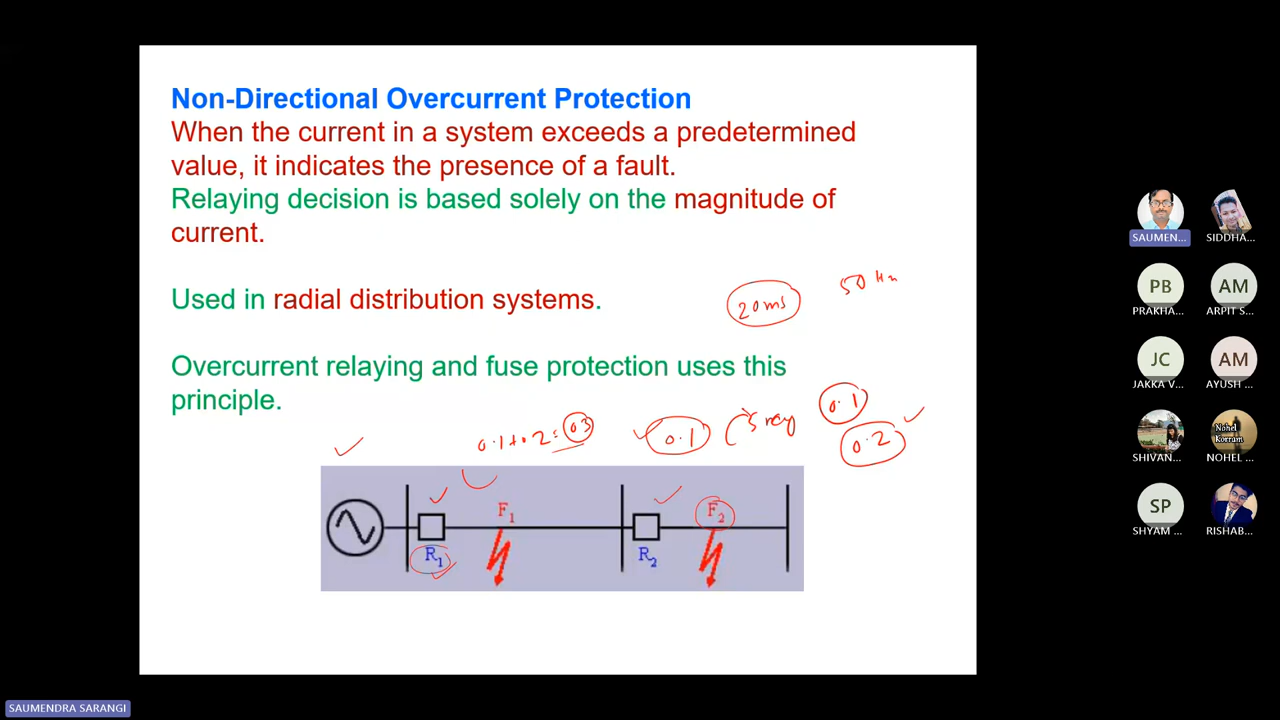 Non-Directional Overcurrent Protection
When the current in a system exceeds a predetermined
value, it indicates the presence of a fault.
Relaying decision is based solely on the magnitude of
current.
Used in radial distribution systems.
20ms
50 Hz
Overcurrent relaying and fuse protection uses this
principle.
0.1+0.2=03
0.1
0.1
0.2
F1
F2
R1
R2
SAUMEN...
SIDDHA...
PB
AM
PRAKHA...
ARPIT S...
JC
AM
JAKKA V...
AYUSH ...
Nohel
Korram
SHIVAN...
NOHEL ...
SP
SHYAM ...
RISHAB...
SAUMENDRA SARANGI